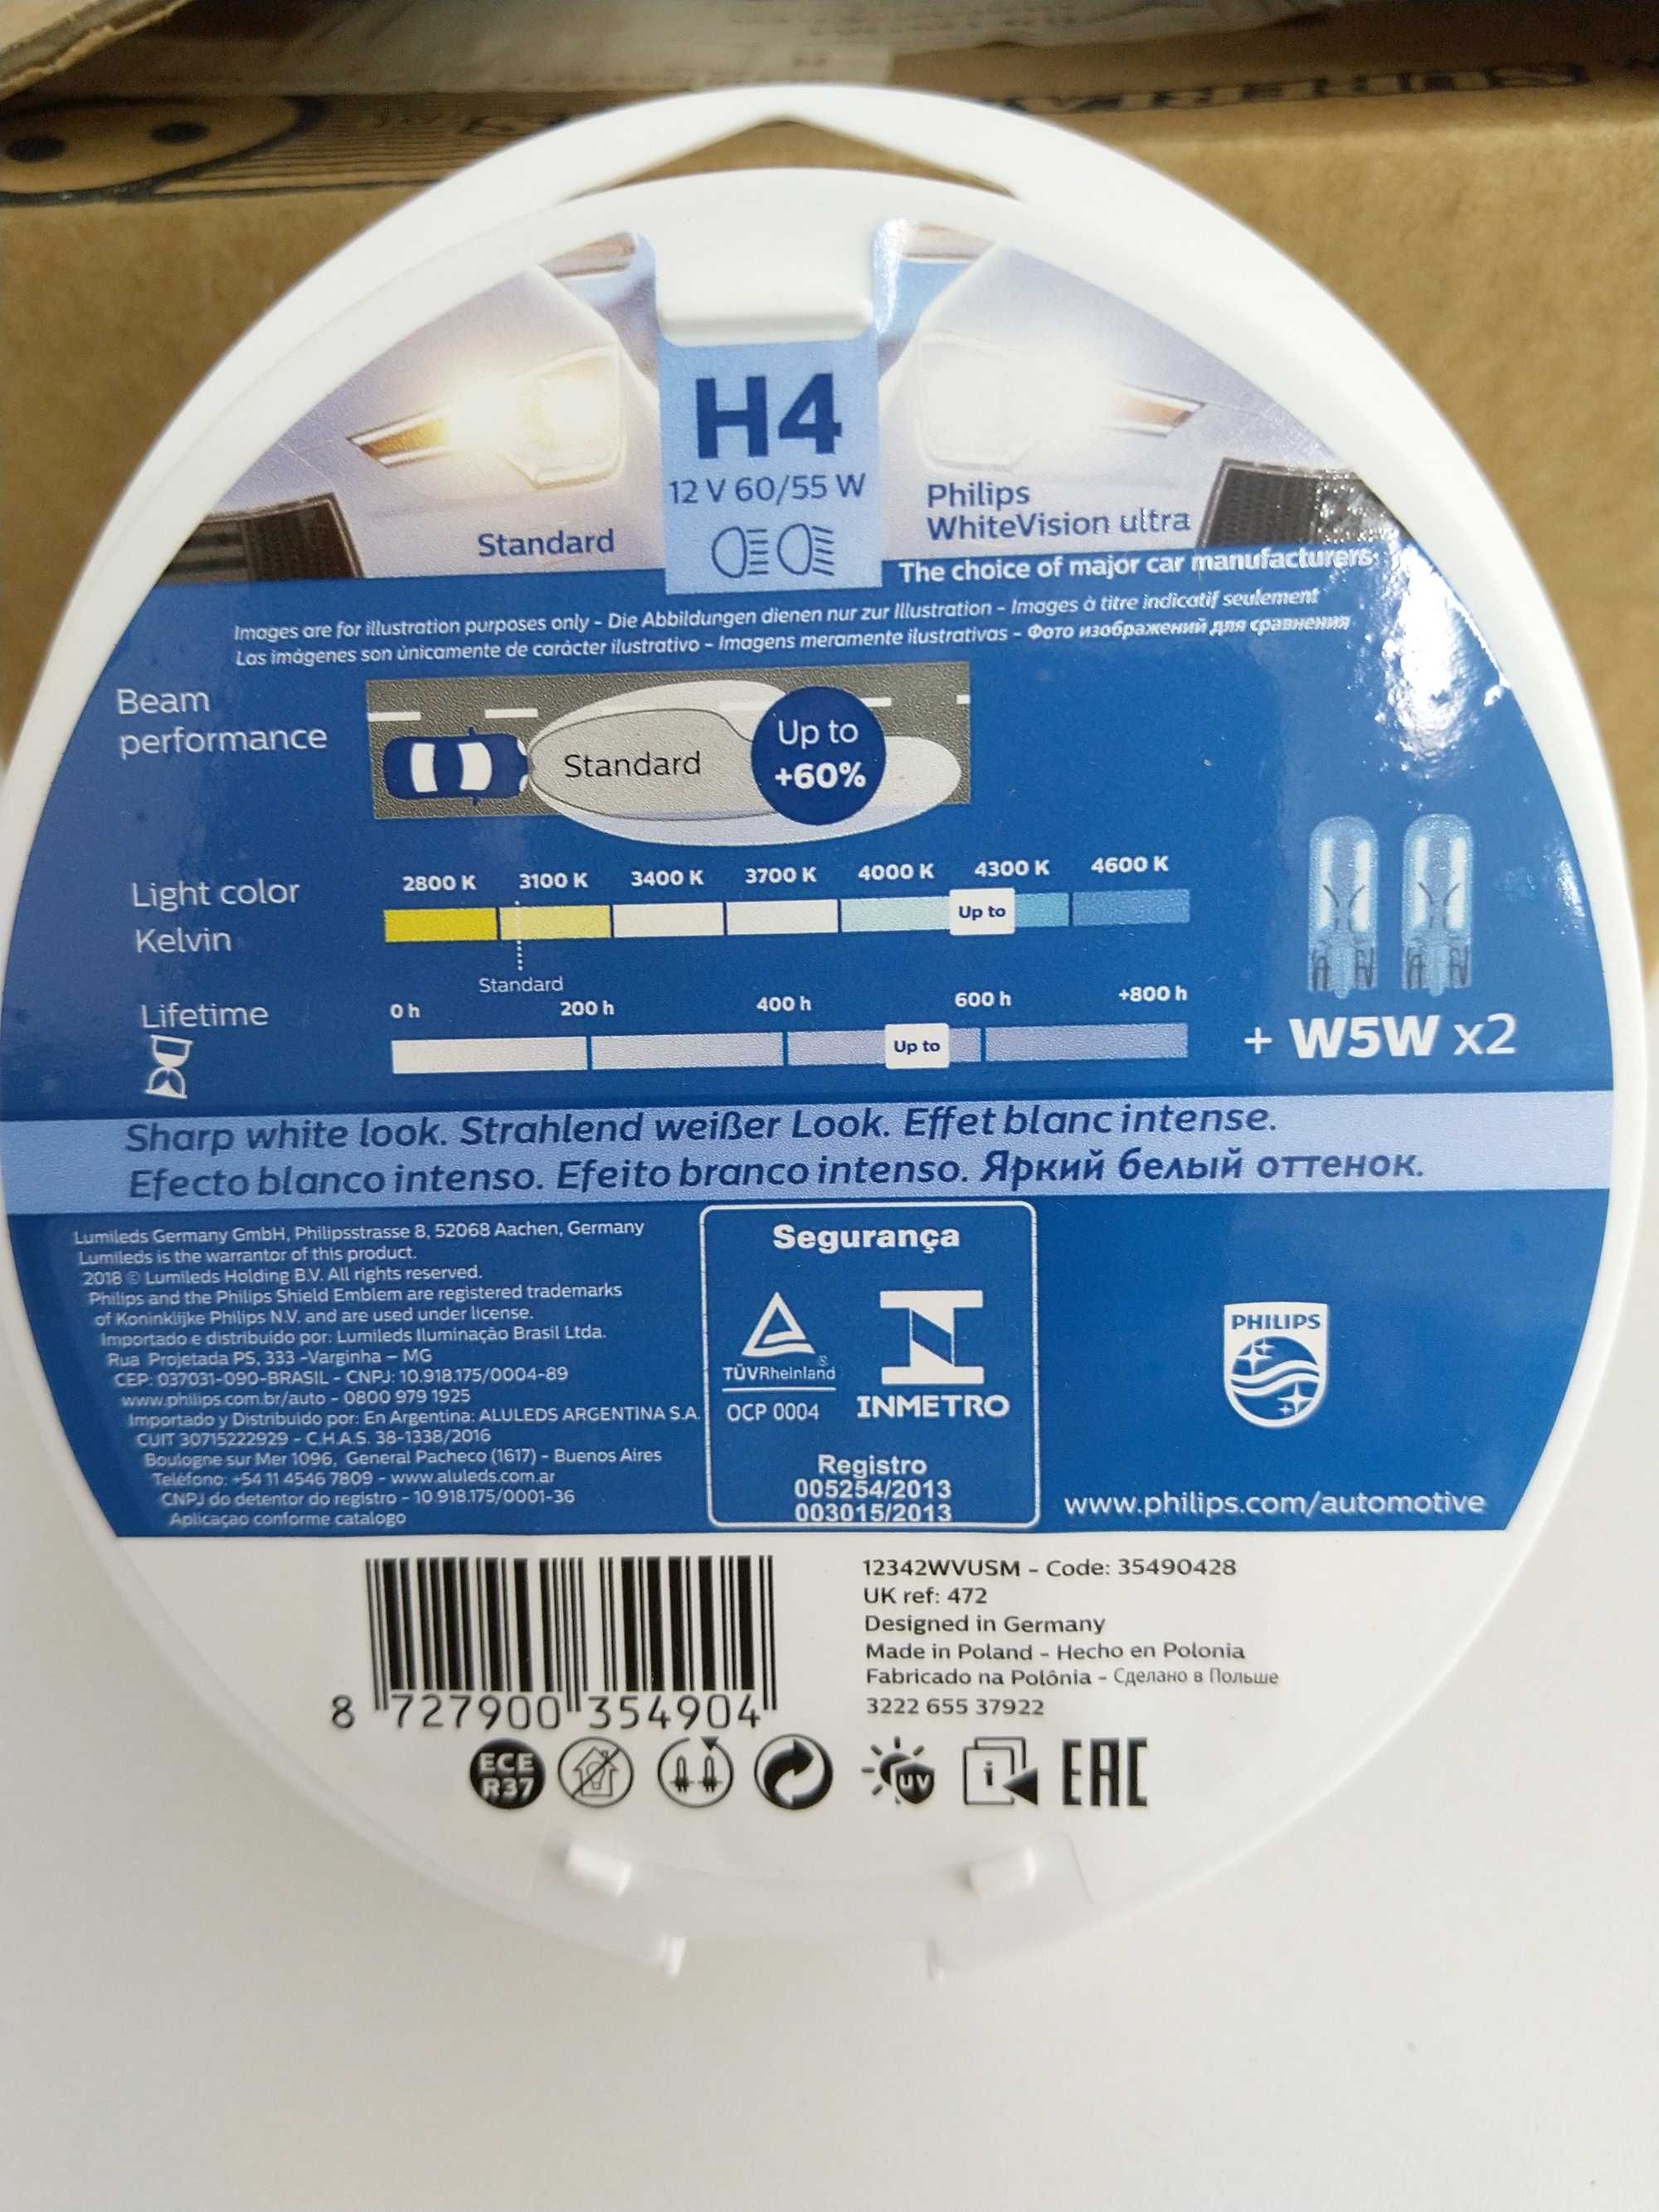 H4
12 V 60/55 W
Standard
Philips
WhiteVision ultra
The choice of major car manufacturers
Images are for illustration purposes only - Die Abbildungen dienen nur zur Illustration - Images à titre indicatif seulement
Las imágenes son únicamente de carácter ilustrativo - Imagens meramente ilustrativas - Фото изображений для сравнения
Beam
performance
Standard
Up to
+60%
Light color
Kelvin
2800 K 3100 K 3400 K 3700 K 4000 K 4300 K 4600 K
Up to
Standard
Lifetime
0 h 200 h 400 h 600 h +800 h
Up to
+ W5W x2
Sharp white look. Strahlend weißer Look. Effet blanc intense.
Efecto blanco intenso. Efeito branco intenso. Яркий белый оттенок.
Lumileds Germany GmbH, Philipsstrasse 8, 52068 Aachen, Germany
Lumileds is the warrantor of this product.
2018 © Lumileds Holding B.V. All rights reserved.
Philips and the Philips Shield Emblem are registered trademarks
of Koninklijke Philips N.V. and are used under license.
Importado e distribuido por: Lumileds Iluminação Brasil Ltda.
Rua Projetada PS, 333 -Varginha – MG
CEP: 037031-090-BRASIL - CNPJ: 10.918.175/0004-89
www.philips.com.br/auto - 0800 979 1925
Importado y Distribuido por: En Argentina: ALULEDS ARGENTINA S.A.
CUIT 30715222929 - C.H.A.S. 38-1338/2016
Boulogne sur Mer 1096, General Pacheco (1617) - Buenos Aires
Teléfono: +54 11 4546 7809 - www.aluleds.com.ar
CNPJ do detentor do registro - 10.918.175/0001-36
Aplicaçao conforme catalogo
Segurança
TÜVRheinland
OCP 0004
INMETRO
Registro
005254/2013
003015/2013
PHILIPS
www.philips.com/automotive
8 727900 354904
12342WVUSM - Code: 35490428
UK ref: 472
Designed in Germany
Made in Poland - Hecho en Polonia
Fabricado na Polônia - Сделано в Польше
3222 655 37922
ECE
R37
UV
i
EAC